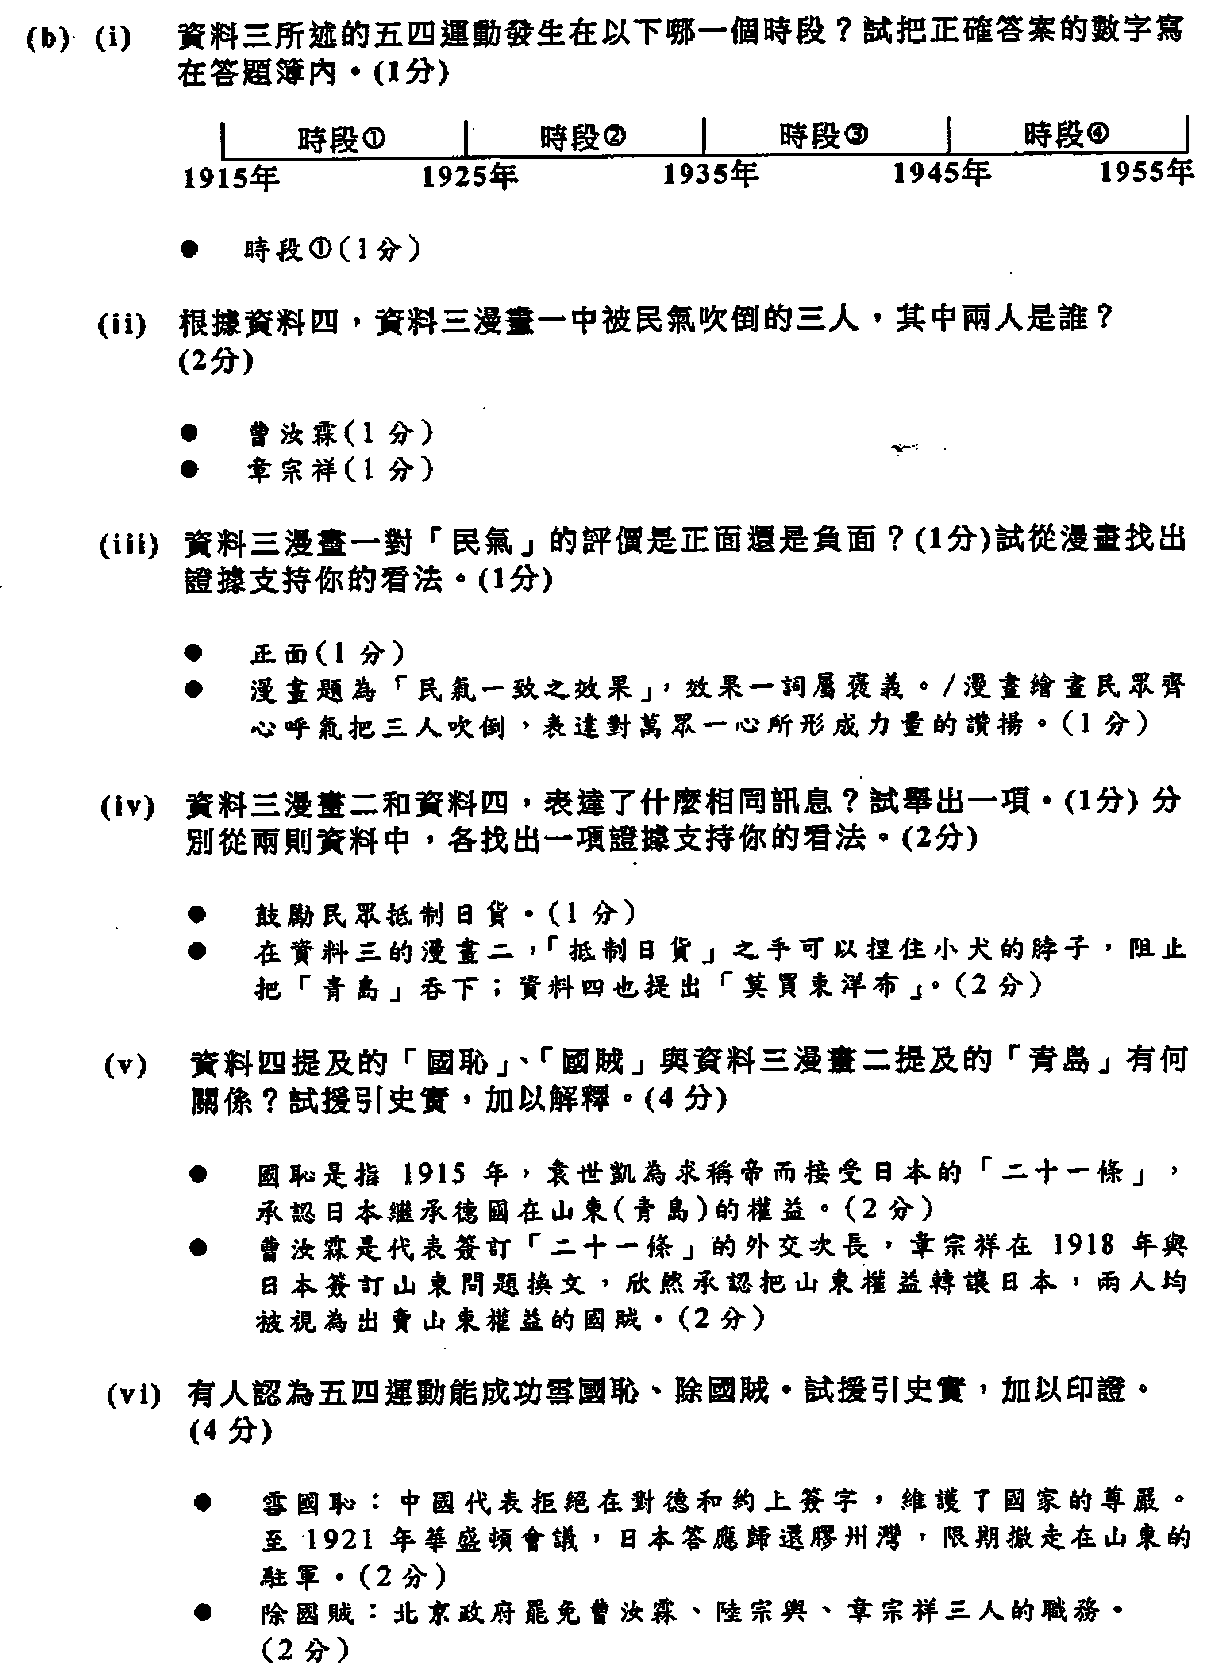 (b) (i) 資料三所述的五四運動發生在以下哪一個時段？試把正確答案的數字寫
在答題簿內。(1分)
時段① 時段② 時段③ 時段④
1915年 1925年 1935年 1945年 1955年
● 時段①(1分)
(ii) 根據資料四，資料三漫畫一中被民氣吹倒的三人，其中兩人是誰？
(2分)
● 曹汝霖(1分)
● 章宗祥(1分)
(iii) 資料三漫畫一對「民氣」的評價是正面還是負面？(1分)試從漫畫找出
證據支持你的看法。(1分)
● 正面(1分)
● 漫畫題為「民氣一致之效果」，效果一詞屬褒義。/漫畫繪畫民眾齊
心呼氣把三人吹倒，表達對萬眾一心所形成力量的讚揚。(1分)
(iv) 資料三漫畫二和資料四，表達了什麼相同訊息？試舉出一項。(1分) 分
別從兩則資料中，各找出一項證據支持你的看法。(2分)
● 鼓勵民眾抵制日貨。(1分)
● 在資料三的漫畫二，「抵制日貨」之手可以捏住小犬的脖子，阻止
把「青島」吞下；資料四也提出「莫買東洋布」。(2分)
(v) 資料四提及的「國恥」、「國賊」與資料三漫畫二提及的「青島」有何
關係？試援引史實，加以解釋。(4分)
● 國恥是指 1915 年，袁世凱為求稱帝而接受日本的「二十一條」，
承認日本繼承德國在山東(青島)的權益。(2分)
● 曹汝霖是代表簽訂「二十一條」的外交次長，章宗祥在 1918 年與
日本簽訂山東問題換文，欣然承認把山東權益轉讓日本，兩人均
被視為出賣山東權益的國賊。(2分)
(vi) 有人認為五四運動能成功雪國恥、除國賊。試援引史實，加以印證。
(4分)
● 雪國恥：中國代表拒絕在對德和約上簽字，維護了國家的尊嚴。
至 1921 年華盛頓會議，日本答應歸還膠州灣，限期撤走在山東的
駐軍。(2分)
● 除國賊：北京政府罷免曹汝霖、陸宗輿、章宗祥三人的職務。
(2分)